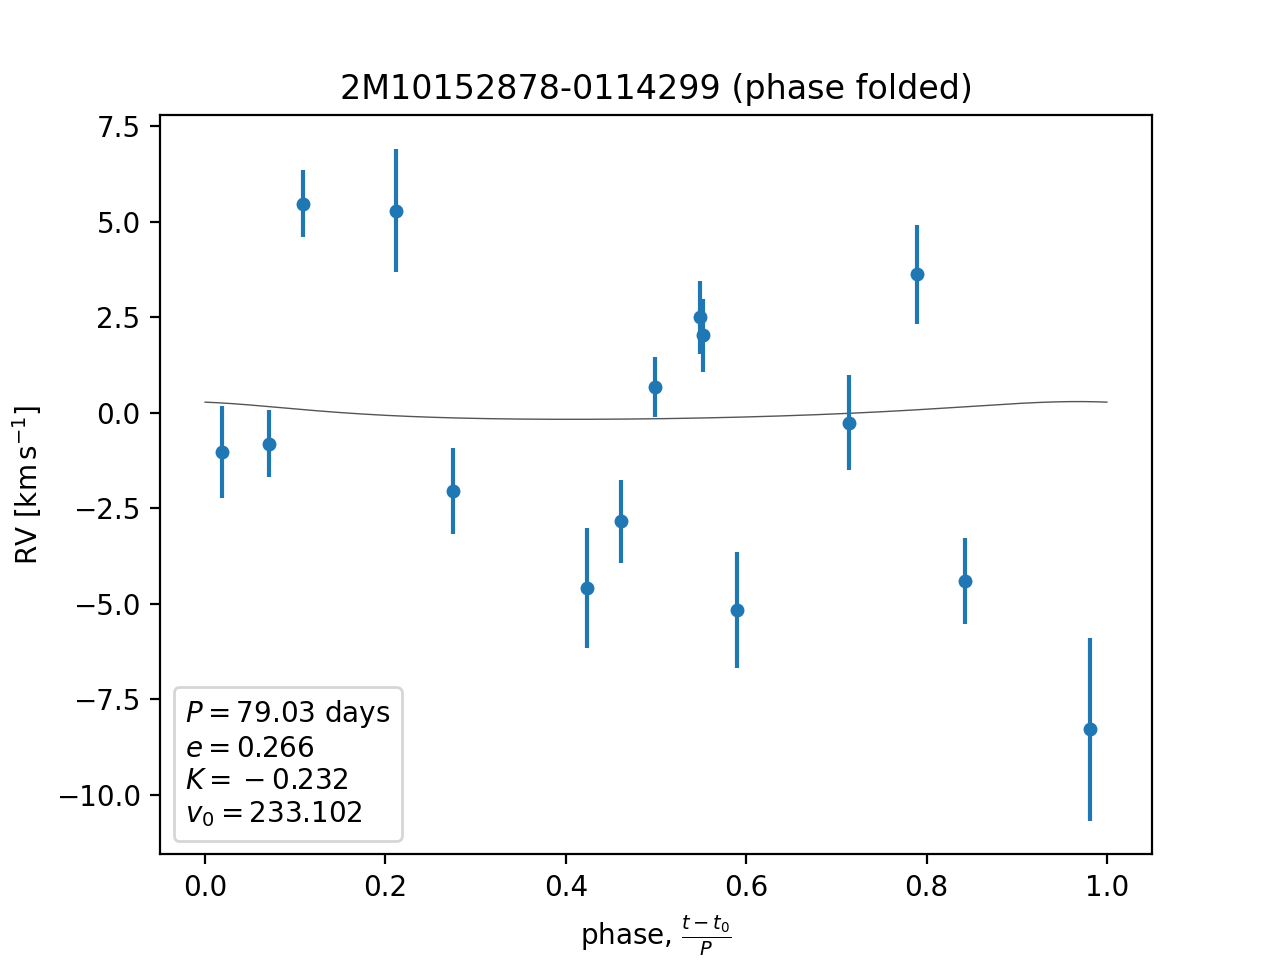 2M10152878-0114299 (phase folded)
7.5
5.0
2.5
0.0
−2.5
−5.0
−7.5
−10.0
RV [km s⁻¹]
P = 79.03 days
e = 0.266
K = −0.232
v₀ = 233.102
0.0 0.2 0.4 0.6 0.8 1.0
phase, (t − t₀)/P